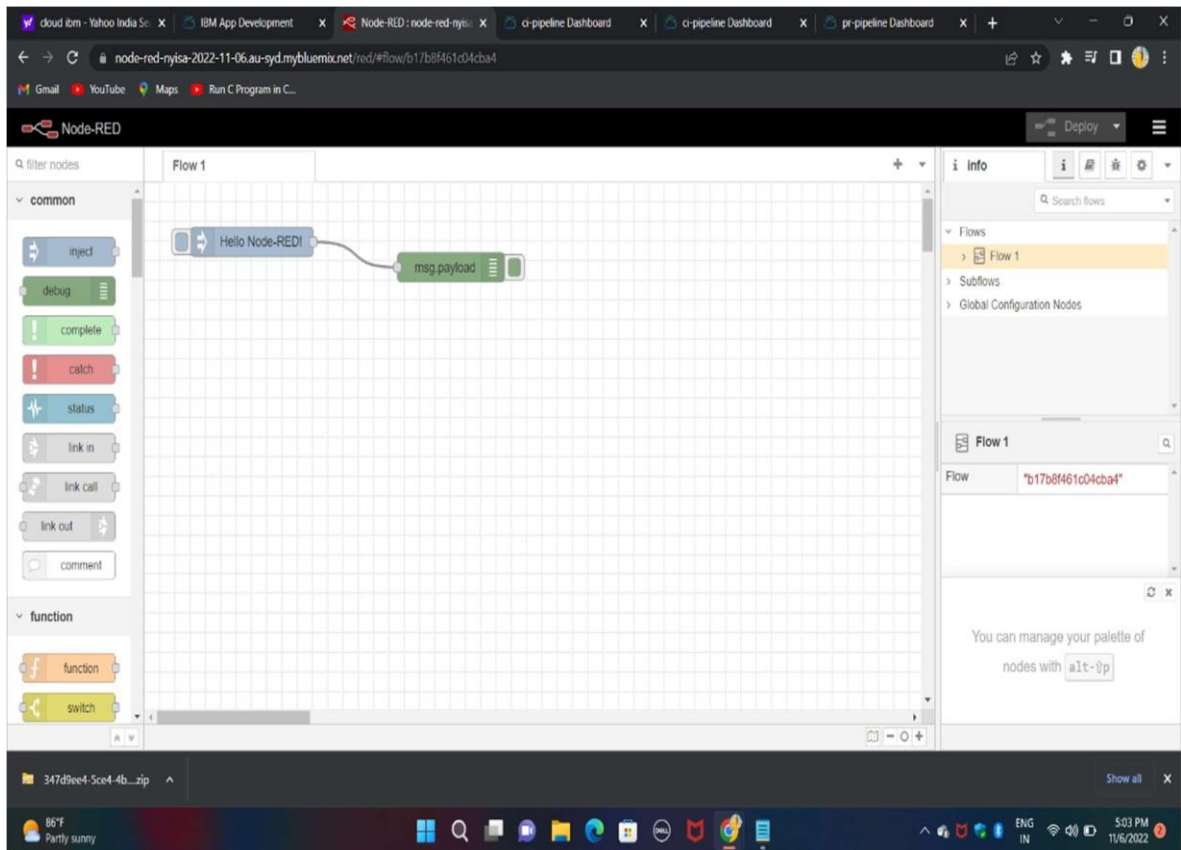 cloud ibm - Yahoo India Se
IBM App Development
Node-RED : node-red-nyis
ci-pipeline Dashboard
ci-pipeline Dashboard
pr-pipeline Dashboard
node-red-nyisa-2022-11-06.au-syd.mybluemix.net/red/#flow/b17b8f461c04cba4
Gmail
YouTube
Maps
Run C Program in C...
Node-RED
Deploy
filter nodes
Flow 1
i Info
Search flows
common
inject
debug
complete
catch
status
link in
link call
link out
comment
function
function
switch
Hello Node-RED!
msg.payload
Flows
Flow 1
Subflows
Global Configuration Nodes
Flow 1
Flow "b17b8f461c04cba4"
You can manage your palette of
nodes with alt-⇧p
347d9ee4-5ce4-4b....zip
Show all
86°F
Partly sunny
DELL
ENG
IN
5:03 PM
11/6/2022
2